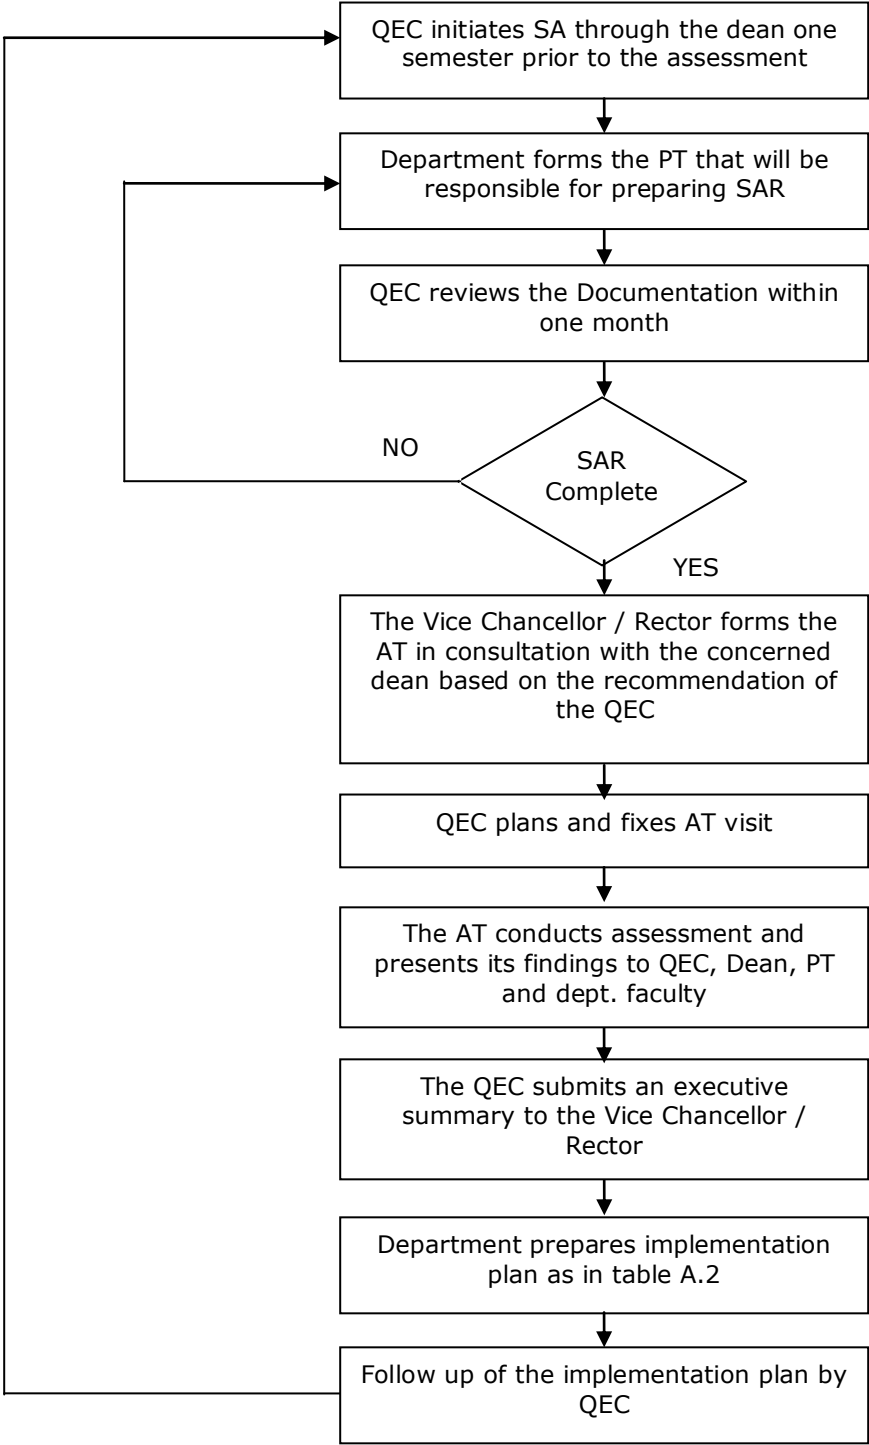 QEC initiates SA through the dean one
semester prior to the assessment
Department forms the PT that will be
responsible for preparing SAR
QEC reviews the Documentation within
one month
NO
SAR
Complete
YES
The Vice Chancellor / Rector forms the
AT in consultation with the concerned
dean based on the recommendation of
the QEC
QEC plans and fixes AT visit
The AT conducts assessment and
presents its findings to QEC, Dean, PT
and dept. faculty
The QEC submits an executive
summary to the Vice Chancellor /
Rector
Department prepares implementation
plan as in table A.2
Follow up of the implementation plan by
QEC